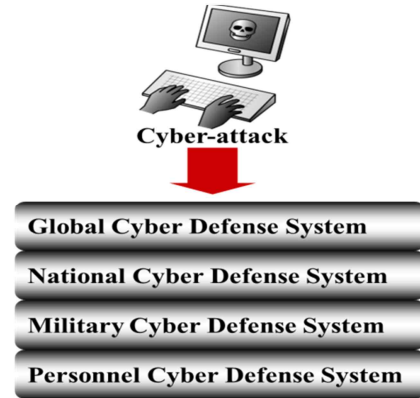 Cyber-attack
Global Cyber Defense System
National Cyber Defense System
Military Cyber Defense System
Personnel Cyber Defense System